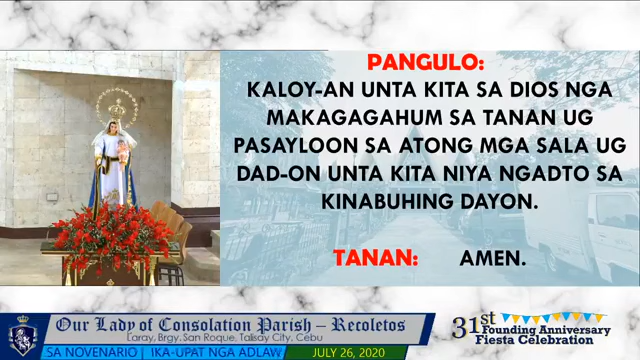 PANGULO:
KALOY-AN UNTA KITA SA DIOS NGA
MAKAGAGAHUM SA TANAN UG
PASAYLOON SA ATONG MGA SALA UG
DAD-ON UNTA KITA NIYA NGADTO SA
KINABUHING DAYON.
TANAN: AMEN.
Our Lady of Consolation Parish – Recoletos
Laray, Brgy. San Roque, Talisay City, Cebu
SA NOVENARIO | IKA-UPAT NGA ADLAW JULY 26, 2020
31st Founding Anniversary
Fiesta Celebration